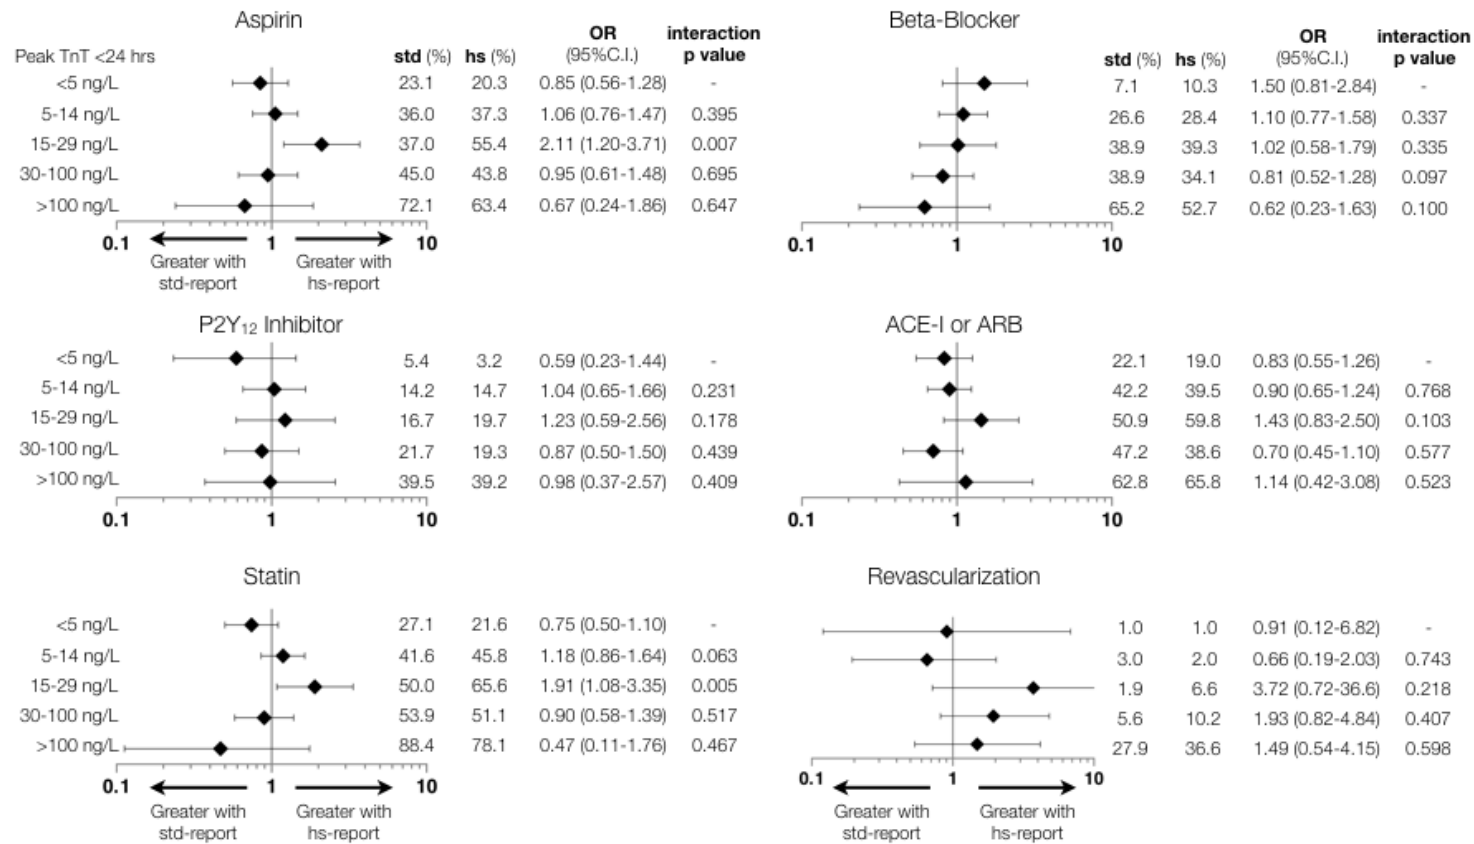 Aspirin
Peak TnT <24 hrs std (%) hs (%) OR (95%C.I.) interaction p value
<5 ng/L 23.1 20.3 0.85 (0.56-1.28) -
5-14 ng/L 36.0 37.3 1.06 (0.76-1.47) 0.395
15-29 ng/L 37.0 55.4 2.11 (1.20-3.71) 0.007
30-100 ng/L 45.0 43.8 0.95 (0.61-1.48) 0.695
>100 ng/L 72.1 63.4 0.67 (0.24-1.86) 0.647
0.1 1 10
Greater with std-report Greater with hs-report
Beta-Blocker
std (%) hs (%) OR (95%C.I.) interaction p value
7.1 10.3 1.50 (0.81-2.84) -
26.6 28.4 1.10 (0.77-1.58) 0.337
38.9 39.3 1.02 (0.58-1.79) 0.335
38.9 34.1 0.81 (0.52-1.28) 0.097
65.2 52.7 0.62 (0.23-1.63) 0.100
0.1 1 10
P2Y₁₂ Inhibitor
<5 ng/L 5.4 3.2 0.59 (0.23-1.44) -
5-14 ng/L 14.2 14.7 1.04 (0.65-1.66) 0.231
15-29 ng/L 16.7 19.7 1.23 (0.59-2.56) 0.178
30-100 ng/L 21.7 19.3 0.87 (0.50-1.50) 0.439
>100 ng/L 39.5 39.2 0.98 (0.37-2.57) 0.409
0.1 1 10
ACE-I or ARB
22.1 19.0 0.83 (0.55-1.26) -
42.2 39.5 0.90 (0.65-1.24) 0.768
50.9 59.8 1.43 (0.83-2.50) 0.103
47.2 38.6 0.70 (0.45-1.10) 0.577
62.8 65.8 1.14 (0.42-3.08) 0.523
0.1 1 10
Statin
<5 ng/L 27.1 21.6 0.75 (0.50-1.10) -
5-14 ng/L 41.6 45.8 1.18 (0.86-1.64) 0.063
15-29 ng/L 50.0 65.6 1.91 (1.08-3.35) 0.005
30-100 ng/L 53.9 51.1 0.90 (0.58-1.39) 0.517
>100 ng/L 88.4 78.1 0.47 (0.11-1.76) 0.467
0.1 1 10
Greater with std-report Greater with hs-report
Revascularization
1.0 1.0 0.91 (0.12-6.82) -
3.0 2.0 0.66 (0.19-2.03) 0.743
1.9 6.6 3.72 (0.72-36.6) 0.218
5.6 10.2 1.93 (0.82-4.84) 0.407
27.9 36.6 1.49 (0.54-4.15) 0.598
0.1 1 10
Greater with std-report Greater with hs-report